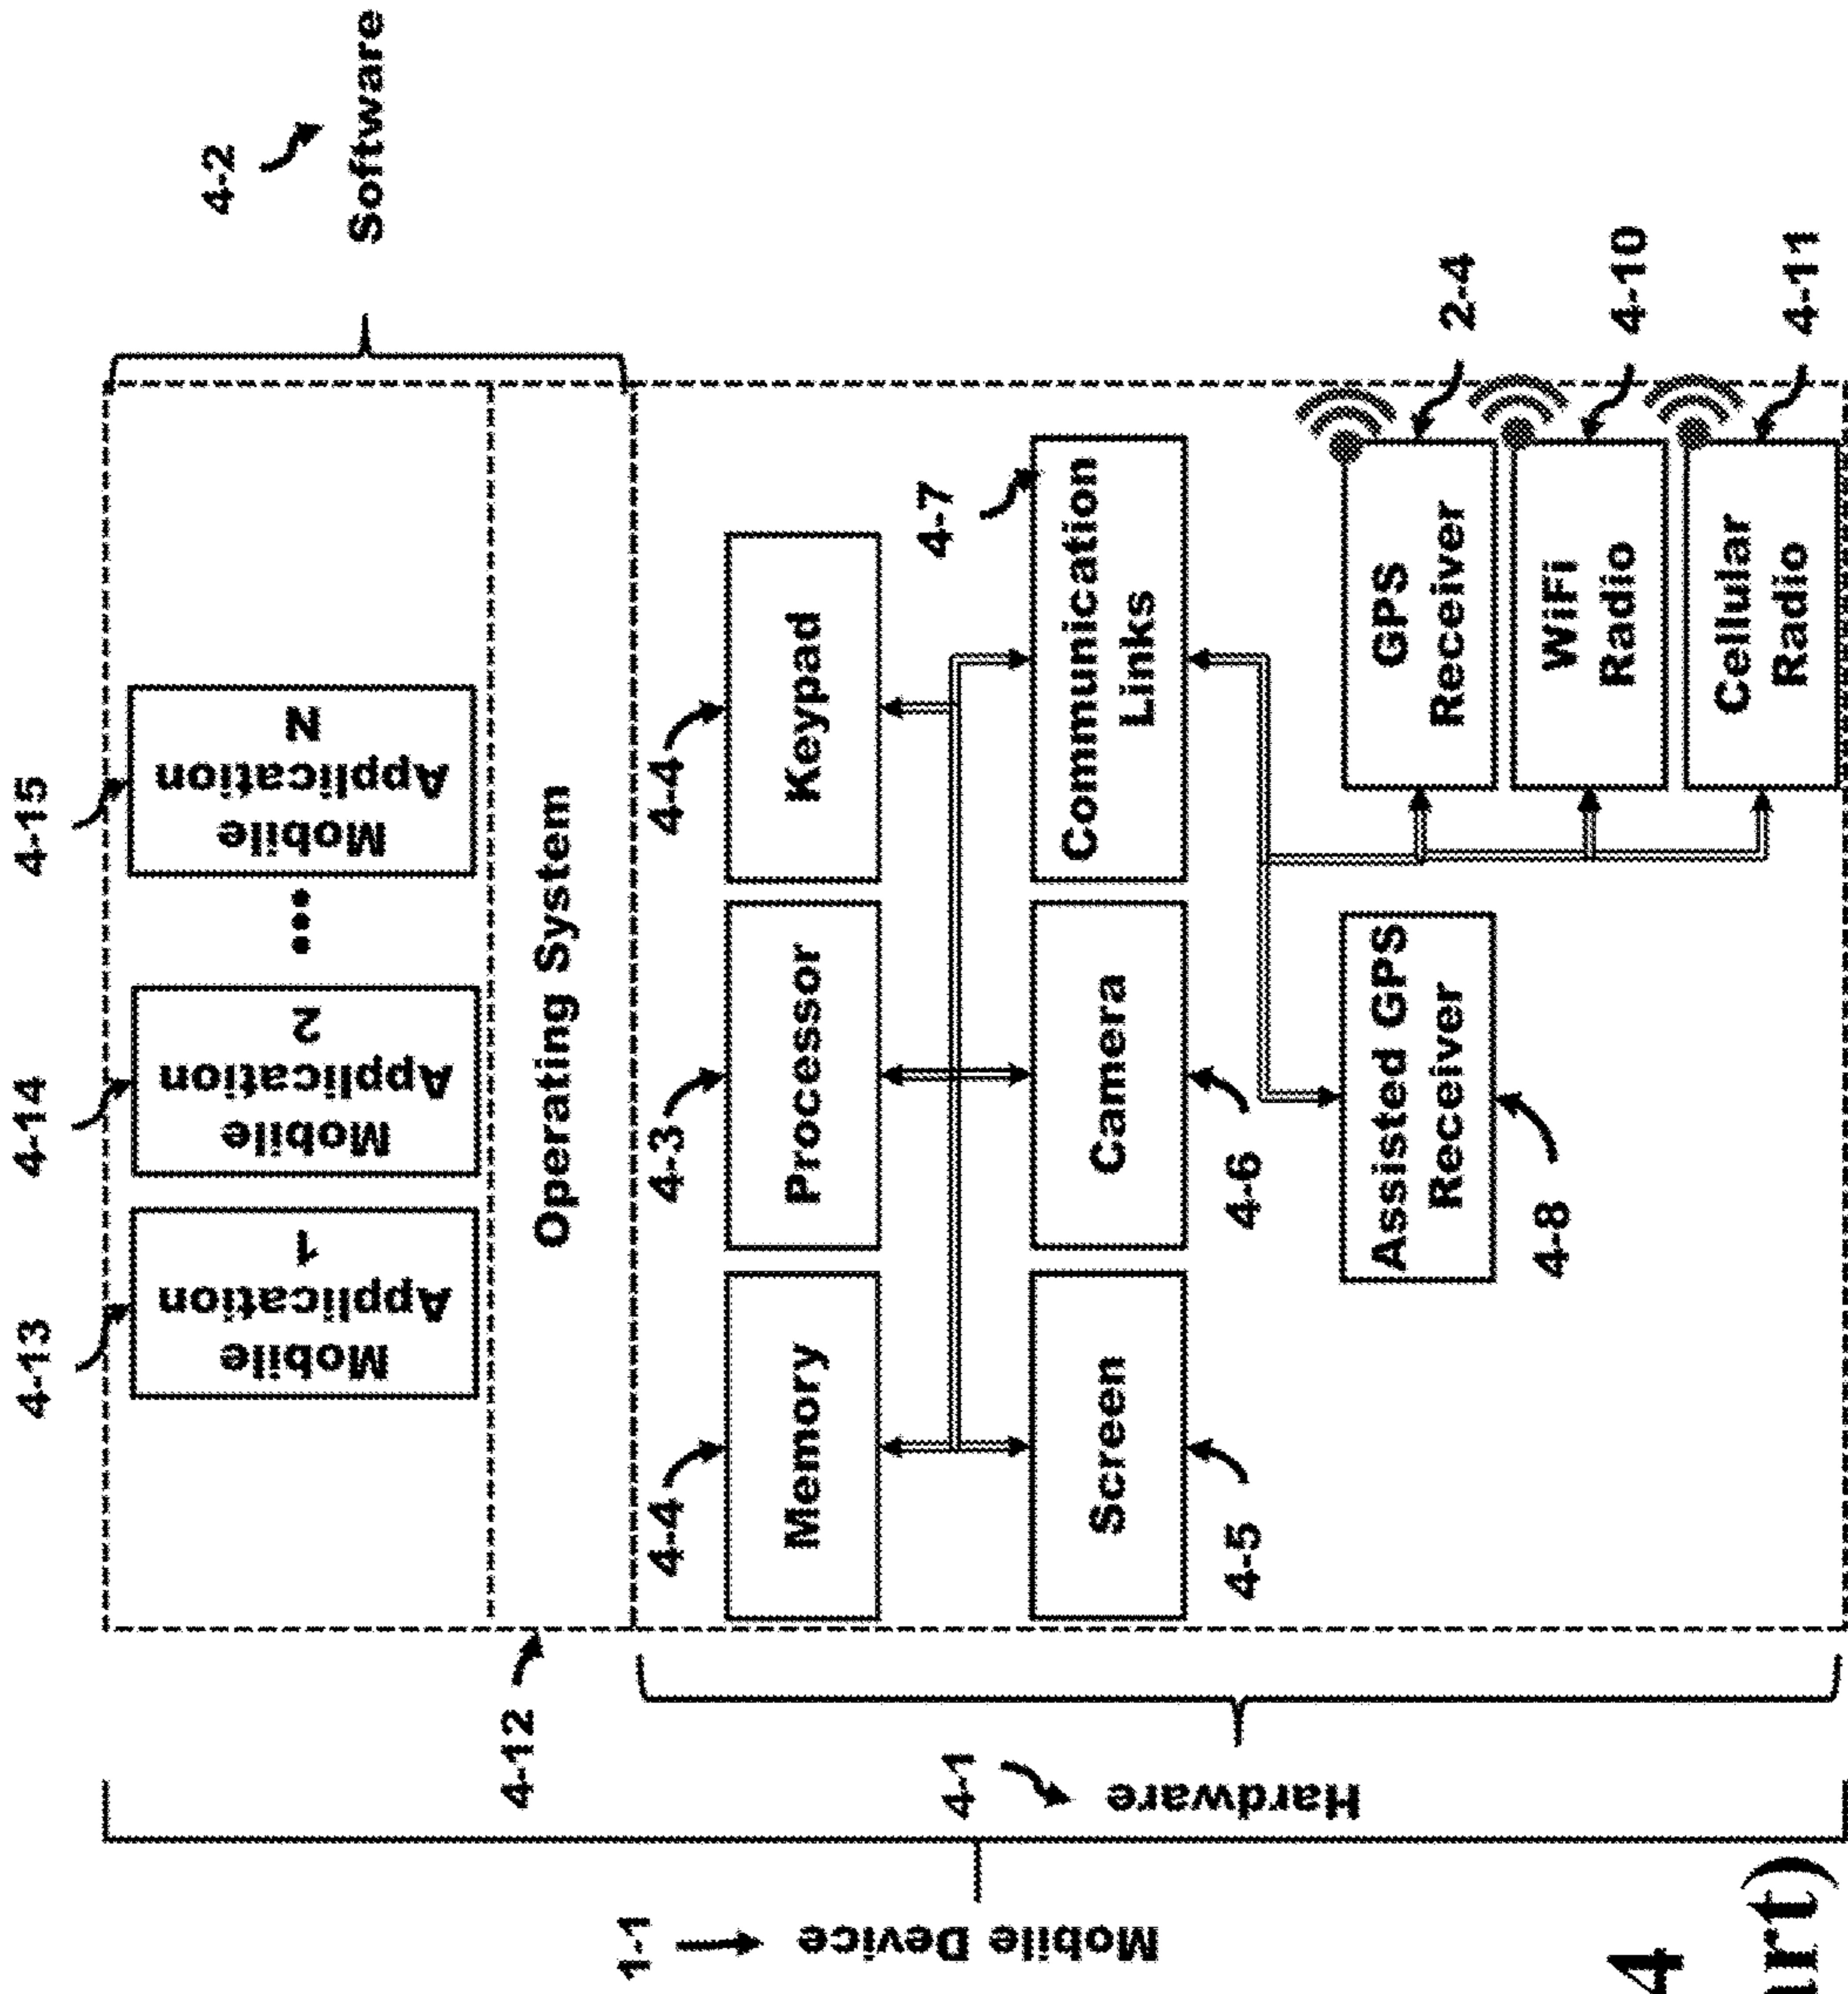 4-2
Software
4-13
4-14
4-15
Mobile
Application
1
Mobile
Application
2
•••
Mobile
Application
N
4-12
Operating System
1-1
Mobile Device
4-1
Hardware
4-4
4-3
4-4
Memory
Processor
Keypad
4-7
Screen
Camera
Communication
Links
4-5
4-6
Assisted GPS
Receiver
4-8
GPS
Receiver
2-4
WiFi
Radio
4-10
Cellular
Radio
4-11
4